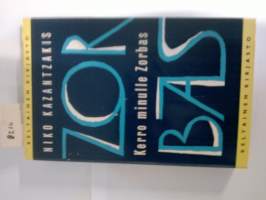 KELTAINEN KIRJASTO
NIKO KAZANTZAKIS
ZOR
BAS
Kerro minulle Zorbas
KELTAINEN KIRJASTO